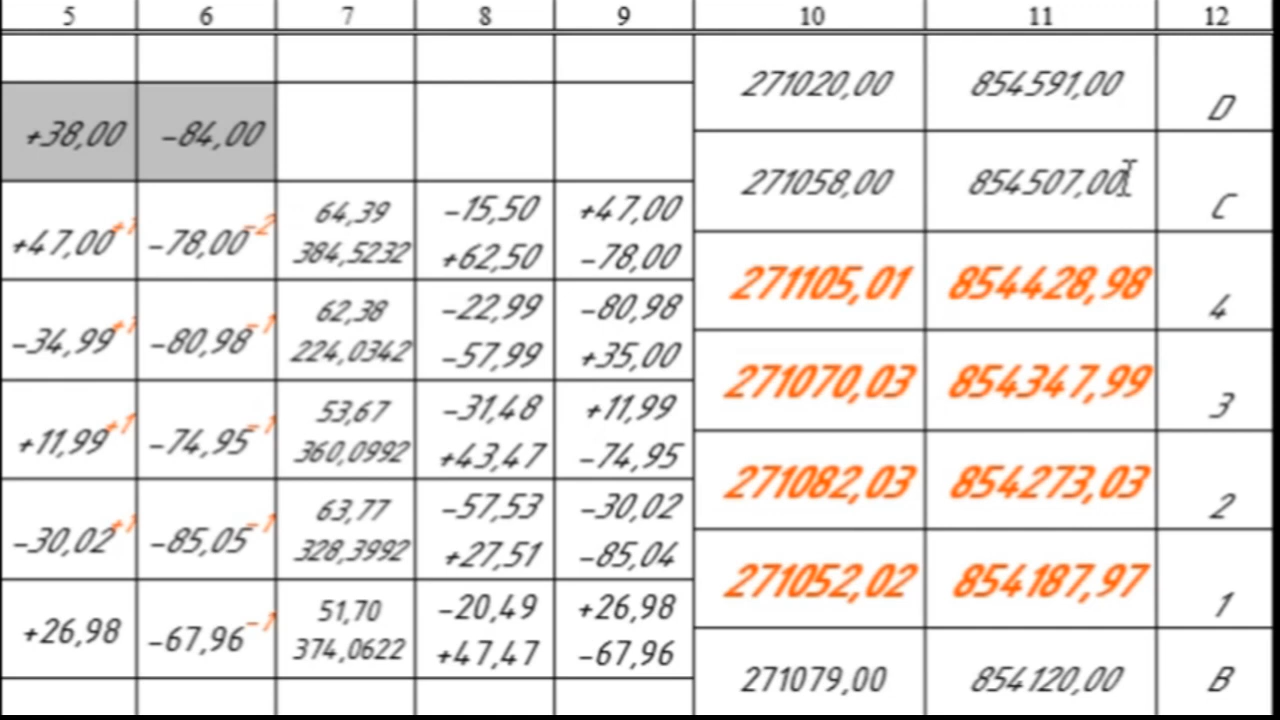 5 6 7 8 9 10 11 12
271020,00 854591,00 D
+38,00 −84,00
271058,00 854507,00 C
+47,00 +1 −78,00 −2 64,39 −15,50 +47,00
384,5232 +62,50 −78,00
271105,01 854428,98 4
−34,99 +1 −80,98 −1 62,38 −22,99 −80,98
224,0342 −57,99 +35,00
271070,03 854347,99 3
+11,99 +1 −74,95 −1 53,67 −31,48 +11,99
360,0992 +43,47 −74,95
271082,03 854273,03 2
−30,02 +1 −85,05 −1 63,77 −57,53 −30,02
328,3992 +27,51 −85,04
271052,02 854187,97 1
+26,98 −67,96 −1 51,70 −20,49 +26,98
374,0622 +47,47 −67,96
271079,00 854120,00 B